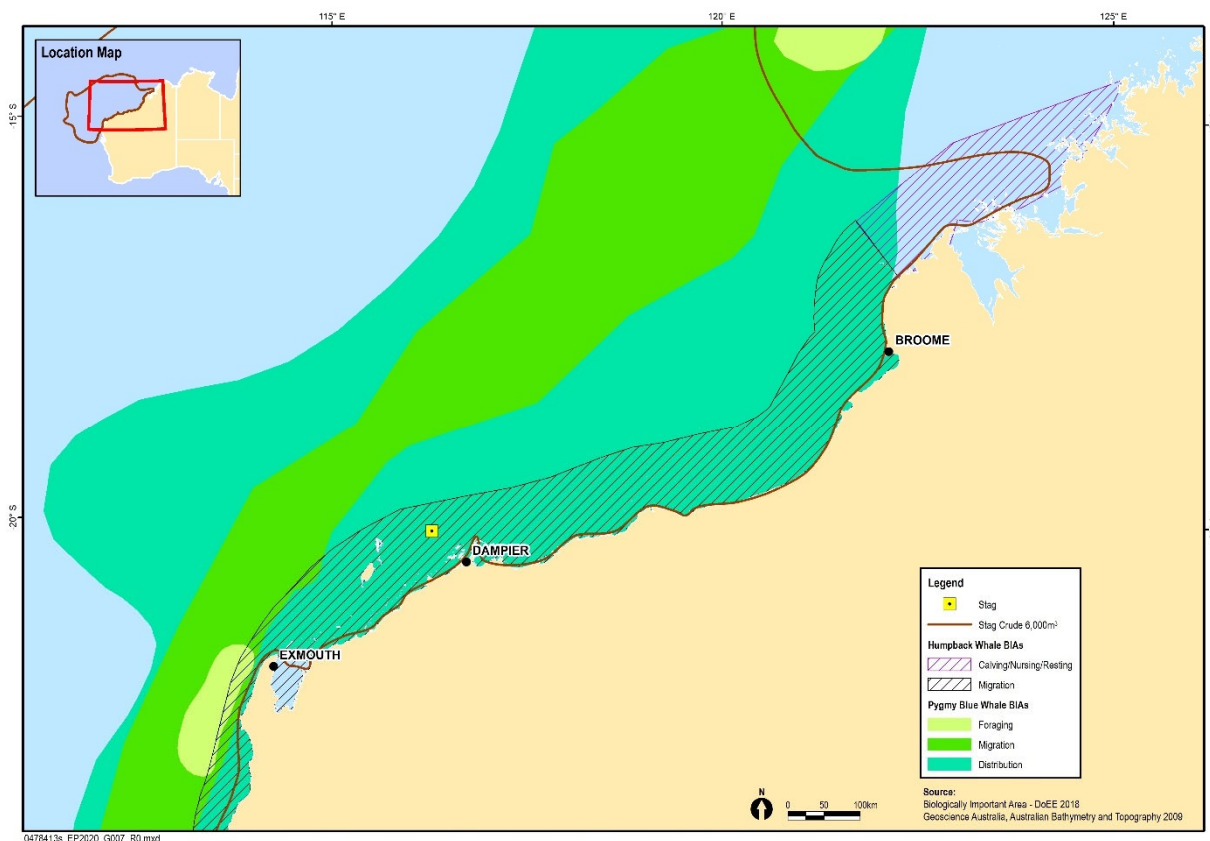 115° E
120° E
125° E
Location Map
15° S
20° S
BROOME
DAMPIER
EXMOUTH
Legend
Stag
Stag Crude 6,000m³
Humpback Whale BIAs
Calving/Nursing/Resting
Migration
Pygmy Blue Whale BIAs
Foraging
Migration
Distribution
N
0 50 100km
Source:
Biologically Important Area - DoEE 2018
Geoscience Australia, Australian Bathymetry and Topography 2009
0478413s_EP2020_G007_R0.mxd